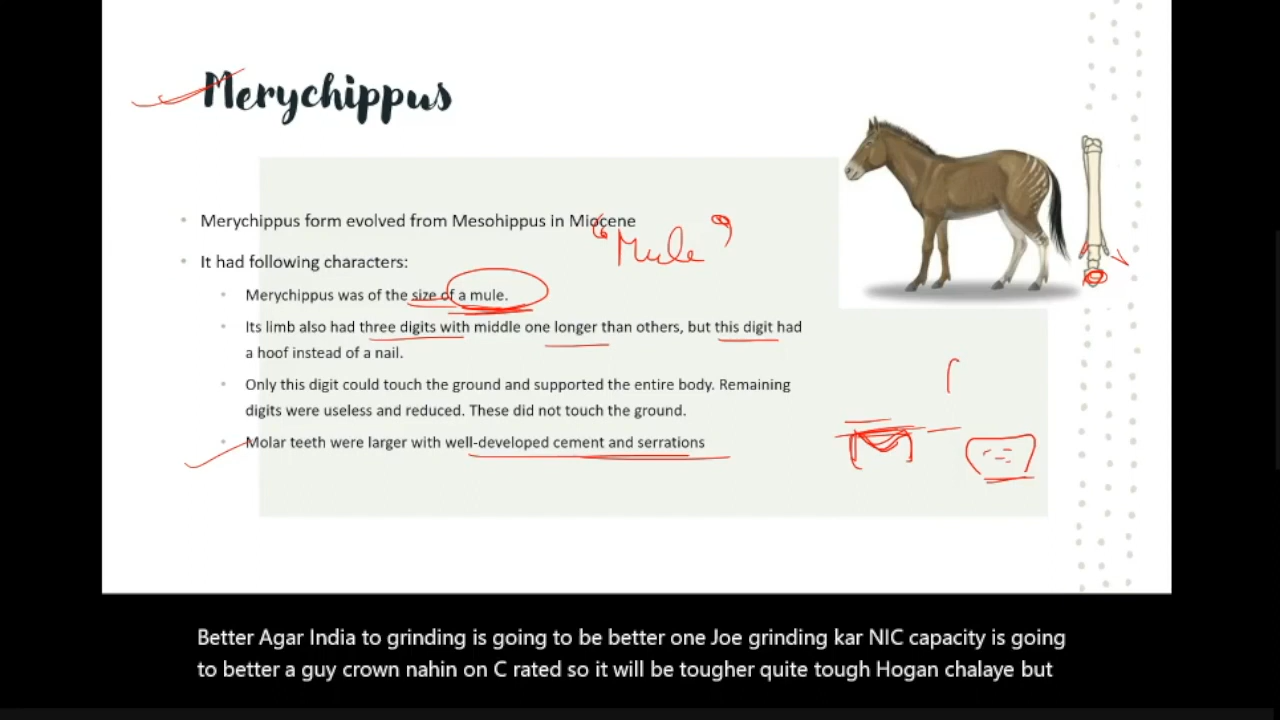 Merychippus
Merychippus form evolved from Mesohippus in Miocene
"Mule"
It had following characters:
Merychippus was of the size of a mule.
Its limb also had three digits with middle one longer than others, but this digit had
a hoof instead of a nail.
Only this digit could touch the ground and supported the entire body. Remaining
digits were useless and reduced. These did not touch the ground.
Molar teeth were larger with well-developed cement and serrations
Better Agar India to grinding is going to be better one Joe grinding kar NIC capacity is going
to better a guy crown nahin on C rated so it will be tougher quite tough Hogan chalaye but